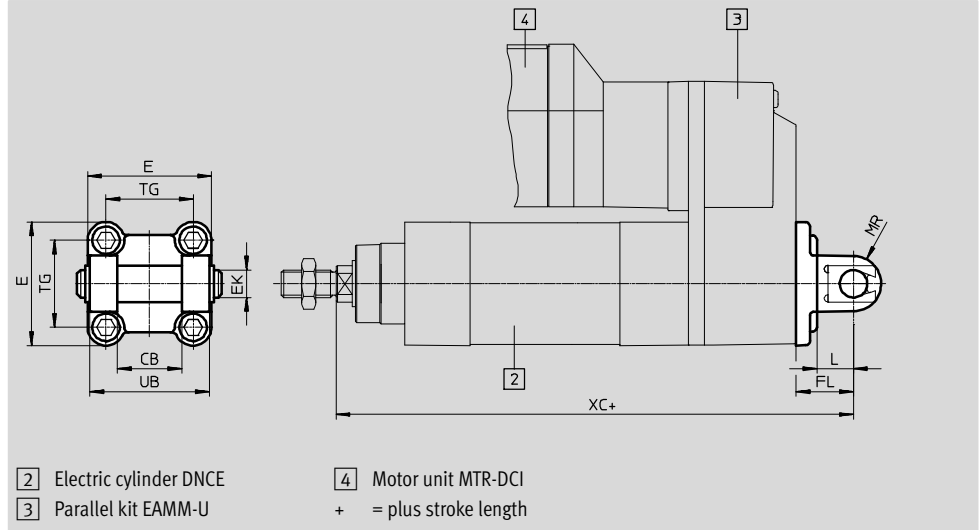 4
3
E
TG
MR
E
TG
EK
CB
L
UB
FL
2
XC+
2 Electric cylinder DNCE
4 Motor unit MTR-DCI
3 Parallel kit EAMM-U
+ = plus stroke length